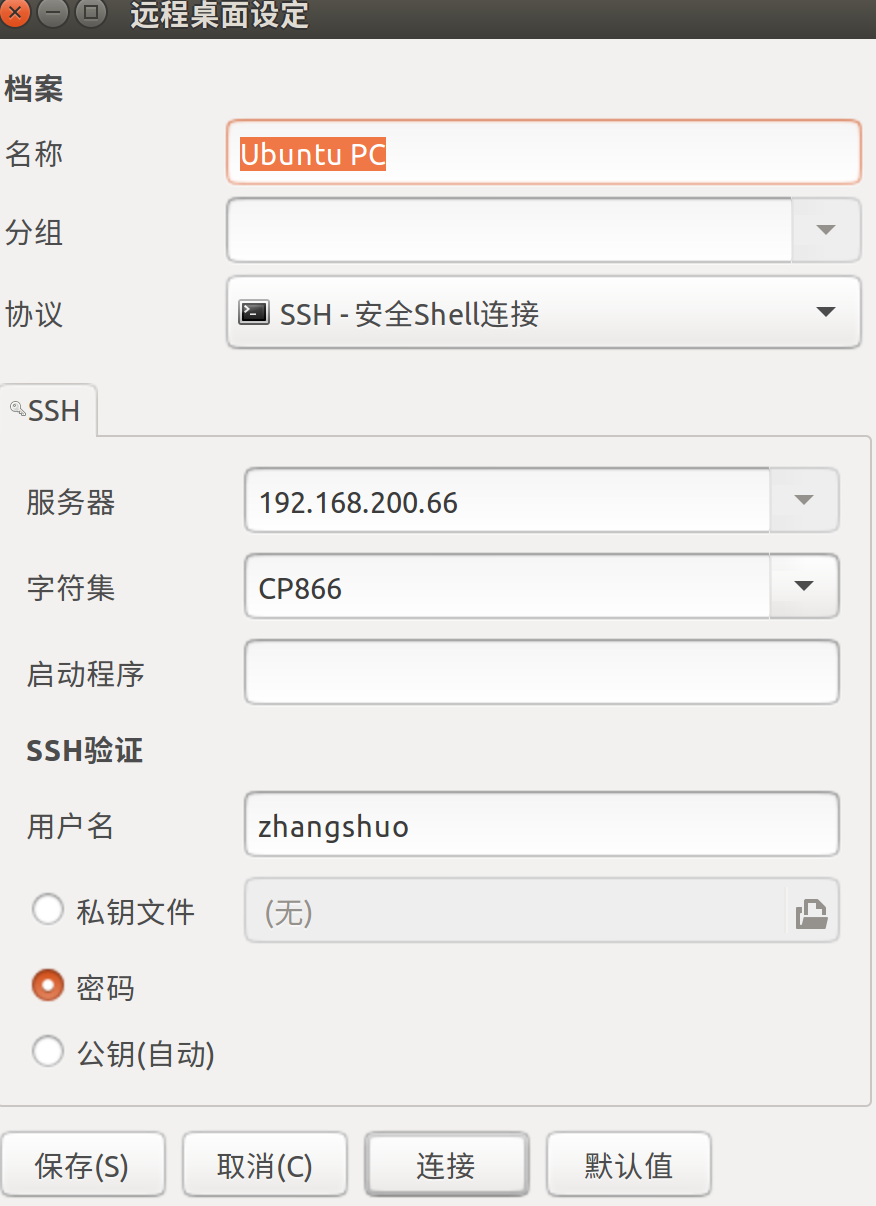 远程桌面设定
档案
名称 Ubuntu PC
分组
协议 SSH - 安全Shell连接
SSH
服务器 192.168.200.66
字符集 CP866
启动程序
SSH验证
用户名 zhangshuo
私钥文件 (无)
密码
公钥(自动)
保存(S) 取消(C) 连接 默认值